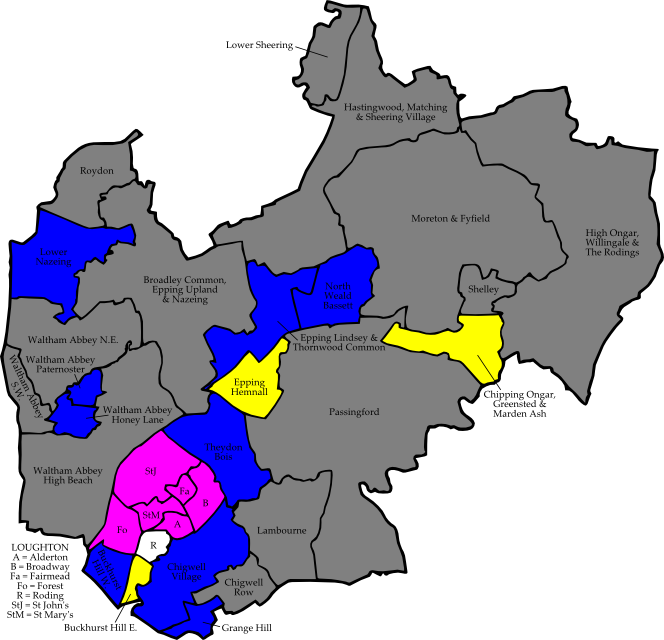 Lower Sheering
Hastingwood, Matching
& Sheering Village
Roydon
Moreton & Fyfield
High Ongar,
Willingale &
The Rodings
Lower
Nazeing
Broadley Common,
Epping Upland
& Nazeing
North
Weald
Bassett
Shelley
Waltham Abbey N.E.
Epping Lindsey &
Thornwood Common
Waltham Abbey
Paternoster
Waltham Abbey
S.W.
Epping
Hemnall
Chipping Ongar,
Greensted &
Marden Ash
Waltham Abbey
Honey Lane
Passingford
Theydon
Bois
Waltham Abbey
High Beach
StJ
Fa
B
StM
A
Fo
R
Lambourne
Buckhurst
Hill W.
Chigwell
Village
Chigwell
Row
LOUGHTON
A = Alderton
B = Broadway
Fa = Fairmead
Fo = Forest
R = Roding
StJ = St John's
StM = St Mary's
Buckhurst Hill E.
Grange Hill